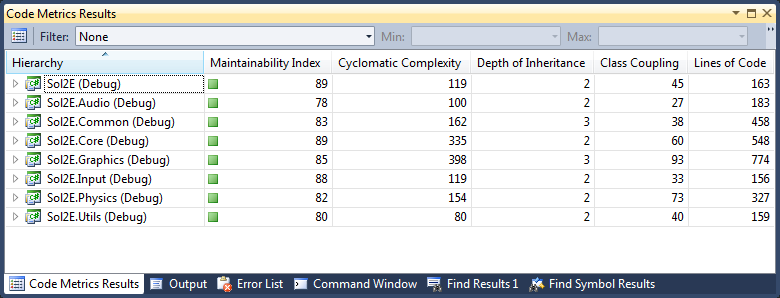 Code Metrics Results
Filter: None Min: Max:
Hierarchy Maintainability Index Cyclomatic Complexity Depth of Inheritance Class Coupling Lines of Code
Sol2E (Debug) 89 119 2 45 163
Sol2E.Audio (Debug) 78 100 2 27 183
Sol2E.Common (Debug) 83 162 3 38 458
Sol2E.Core (Debug) 89 335 2 60 548
Sol2E.Graphics (Debug) 85 398 3 93 774
Sol2E.Input (Debug) 88 119 2 33 156
Sol2E.Physics (Debug) 82 154 2 73 327
Sol2E.Utils (Debug) 80 80 2 40 159
Code Metrics Results Output Error List Command Window Find Results 1 Find Symbol Results